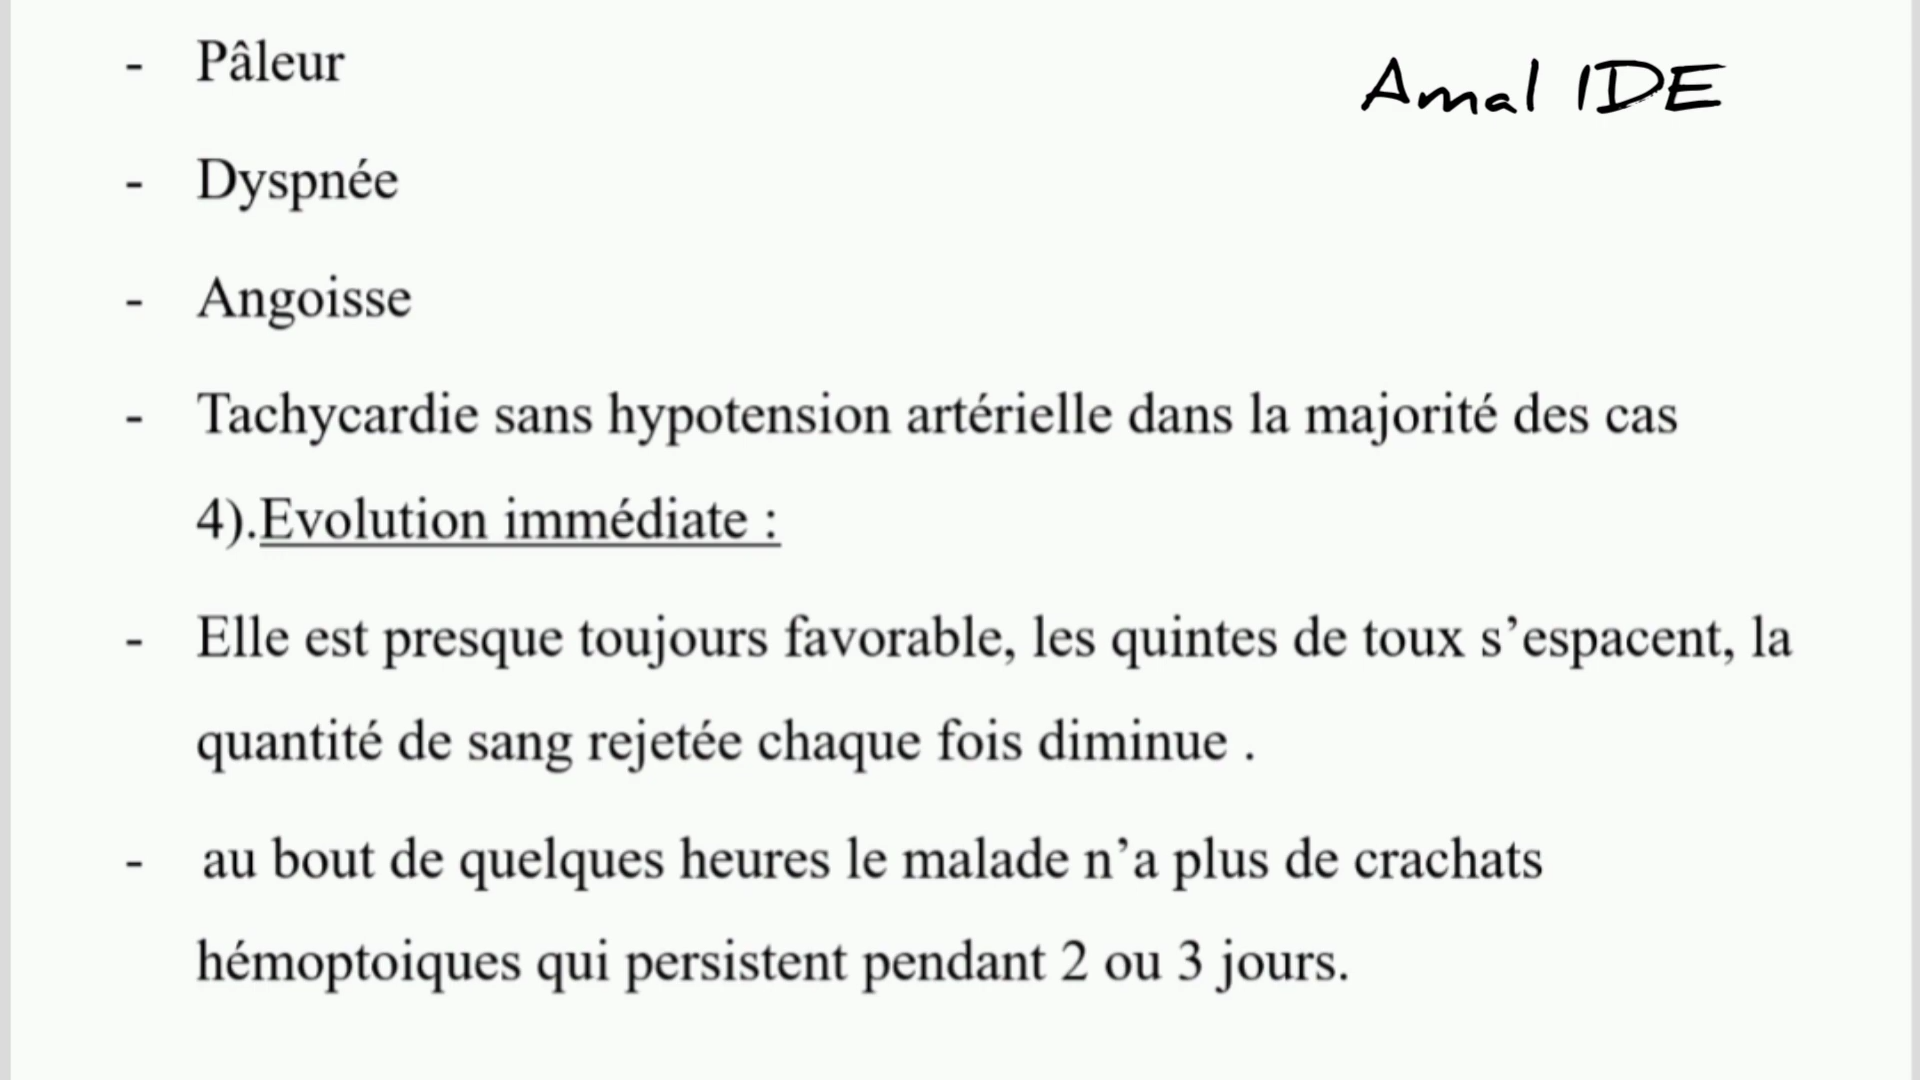 - Pâleur
Amal IDE
- Dyspnée
- Angoisse
- Tachycardie sans hypotension artérielle dans la majorité des cas
4).Evolution immédiate :
- Elle est presque toujours favorable, les quintes de toux s’espacent, la
quantité de sang rejetée chaque fois diminue .
- au bout de quelques heures le malade n’a plus de crachats
hémoptoiques qui persistent pendant 2 ou 3 jours.